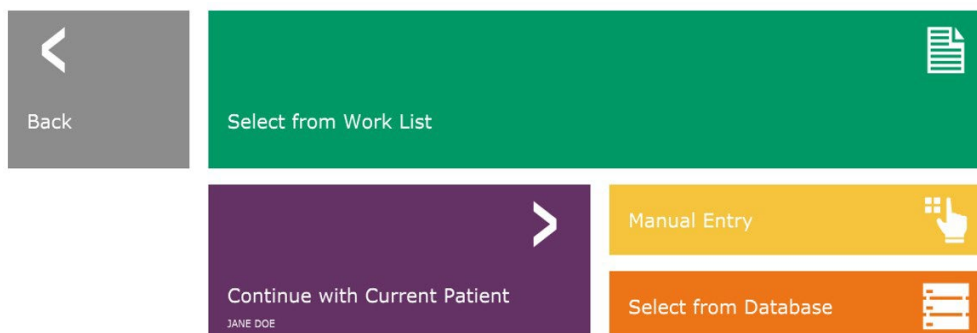 Back
Select from Work List
Continue with Current Patient
JANE DOE
Manual Entry
Select from Database